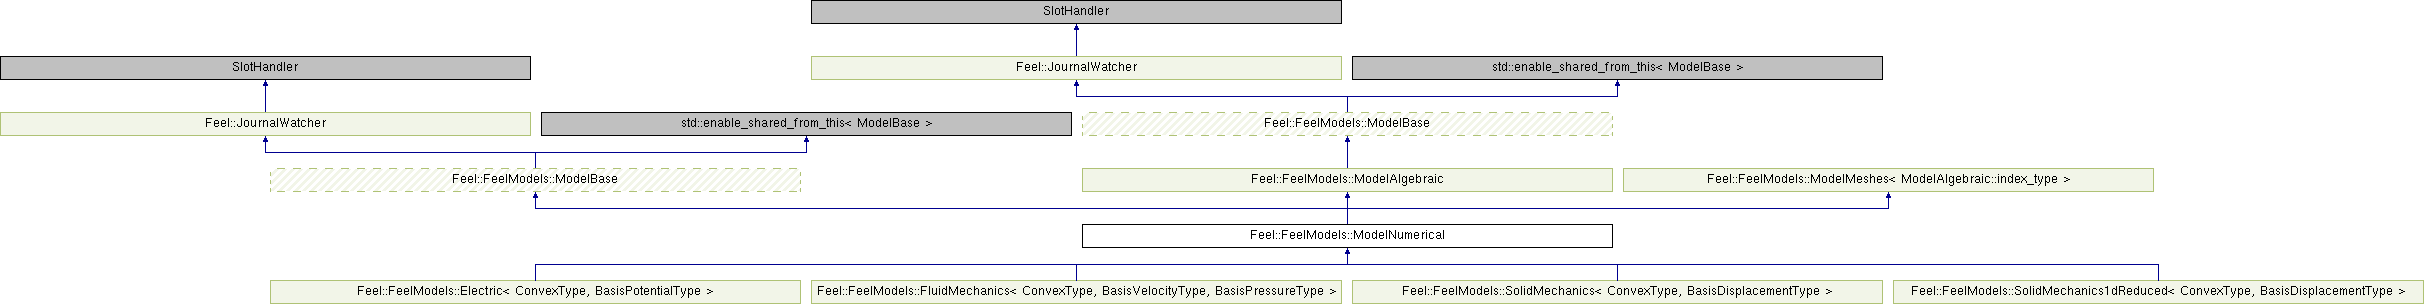 SlotHandler
SlotHandler
Feel::JournalWatcher
std::enable_shared_from_this< ModelBase >
Feel::JournalWatcher
std::enable_shared_from_this< ModelBase >
Feel::FeelModels::ModelBase
Feel::FeelModels::ModelBase
Feel::FeelModels::ModelAlgebraic
Feel::FeelModels::ModelMeshes< ModelAlgebraic::index_type >
Feel::FeelModels::ModelNumerical
Feel::FeelModels::Electric< ConvexType, BasisPotentialType >
Feel::FeelModels::FluidMechanics< ConvexType, BasisVelocityType, BasisPressureType >
Feel::FeelModels::SolidMechanics< ConvexType, BasisDisplacementType >
Feel::FeelModels::SolidMechanics1dReduced< ConvexType, BasisDisplacementType >